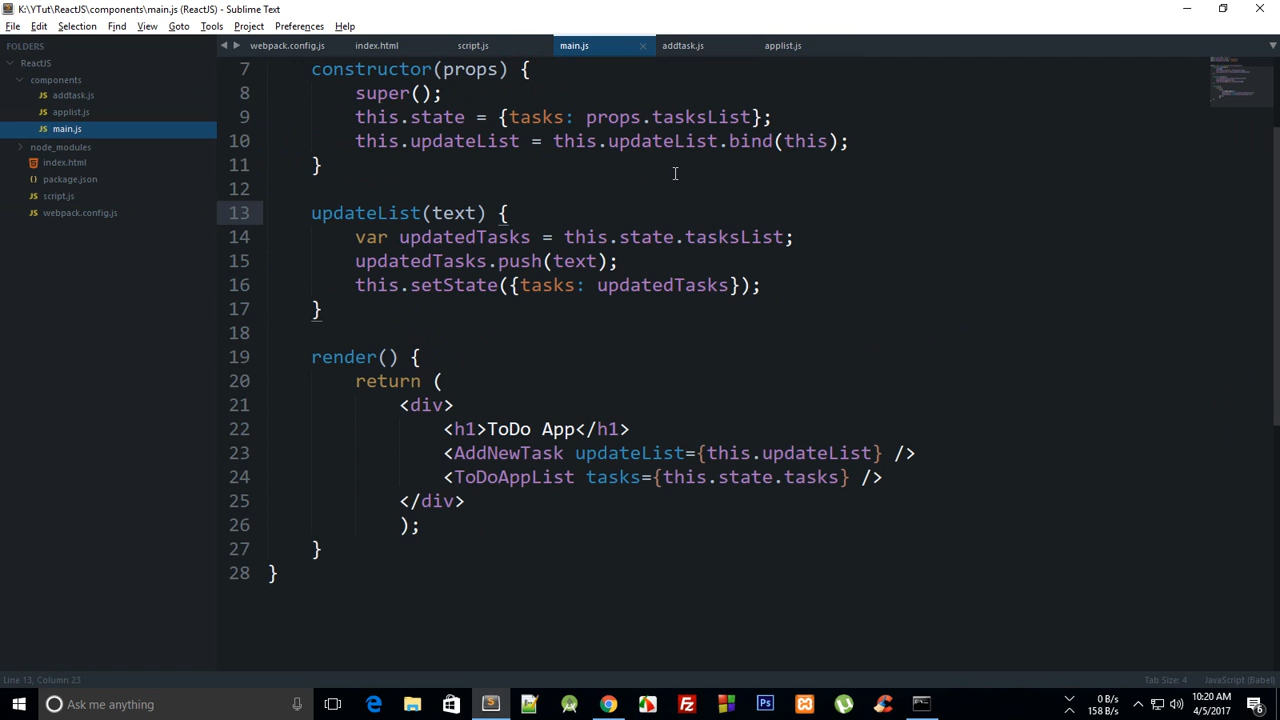 K:\YTut\ReactJS\components\main.js (ReactJS) - Sublime Text
File Edit Selection Find View Goto Tools Project Preferences Help
FOLDERS
ReactJS
components
addtask.js
applist.js
main.js
node_modules
index.html
package.json
script.js
webpack.config.js
webpack.config.js index.html script.js main.js addtask.js applist.js
7 constructor(props) {
8 super();
9 this.state = {tasks: props.tasksList};
10 this.updateList = this.updateList.bind(this);
11 }
12
13 updateList(text) {
14 var updatedTasks = this.state.tasksList;
15 updatedTasks.push(text);
16 this.setState({tasks: updatedTasks});
17 }
18
19 render() {
20 return (
21 <div>
22 <h1>ToDo App</h1>
23 <AddNewTask updateList={this.updateList} />
24 <ToDoAppList tasks={this.state.tasks} />
25 </div>
26 );
27 }
28 }
Line 13, Column 23
Tab Size: 4 JavaScript (Babel)
Ask me anything
0 B/s
158 B/s
10:20 AM
4/5/2017
6